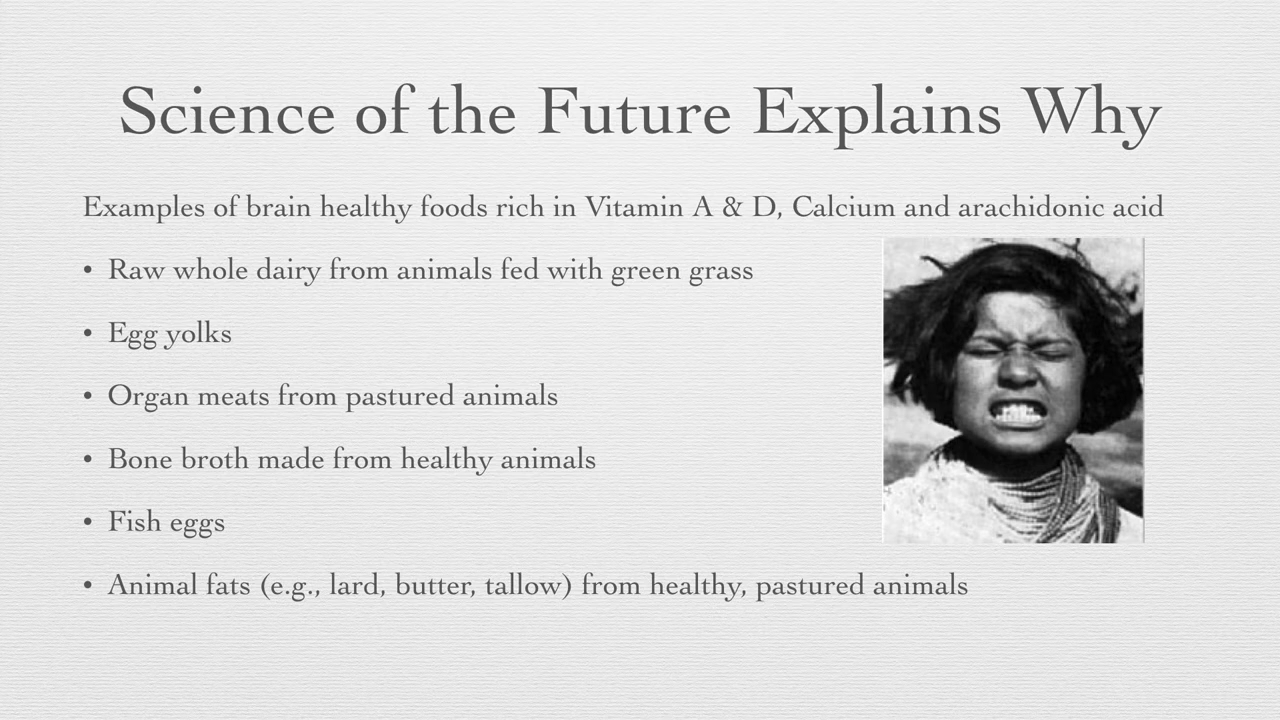 Science of the Future Explains Why
Examples of brain healthy foods rich in Vitamin A & D, Calcium and arachidonic acid
• Raw whole dairy from animals fed with green grass
• Egg yolks
• Organ meats from pastured animals
• Bone broth made from healthy animals
• Fish eggs
• Animal fats (e.g., lard, butter, tallow) from healthy, pastured animals